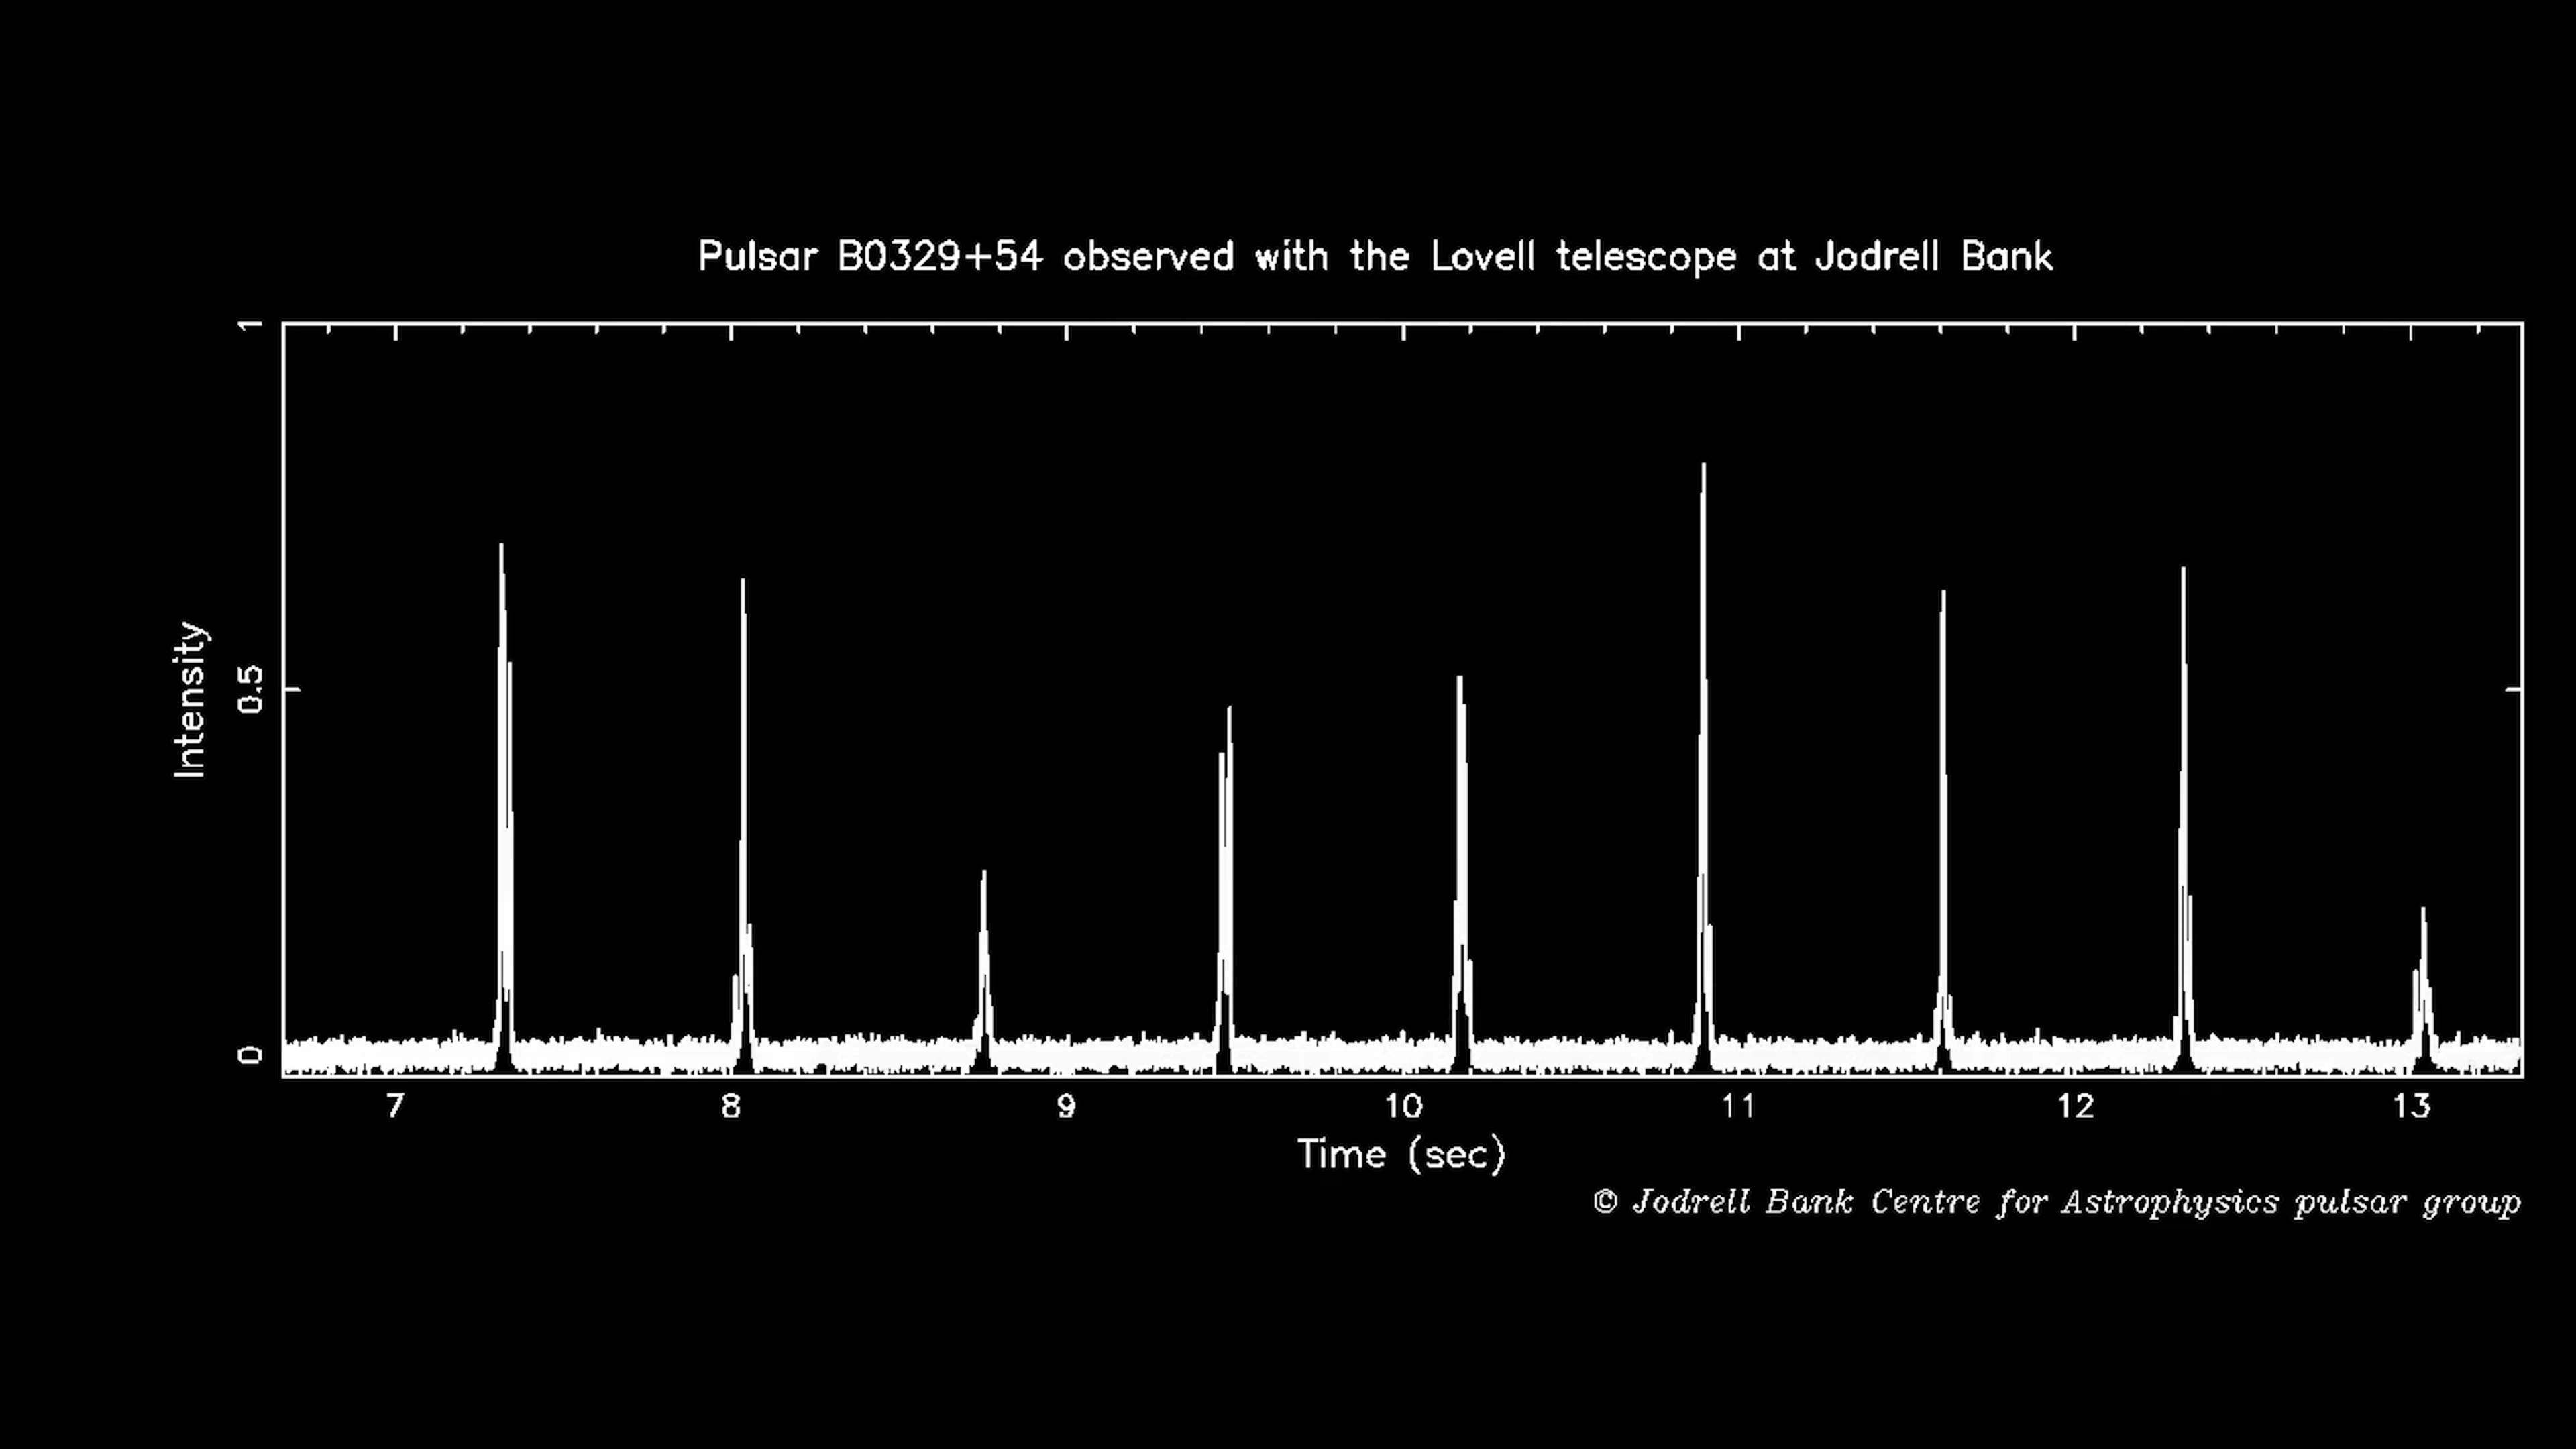 Pulsar B0329+54 observed with the Lovell telescope at Jodrell Bank
1
0.5
0
Intensity
7 8 9 10 11 12 13
Time (sec)
© Jodrell Bank Centre for Astrophysics pulsar group